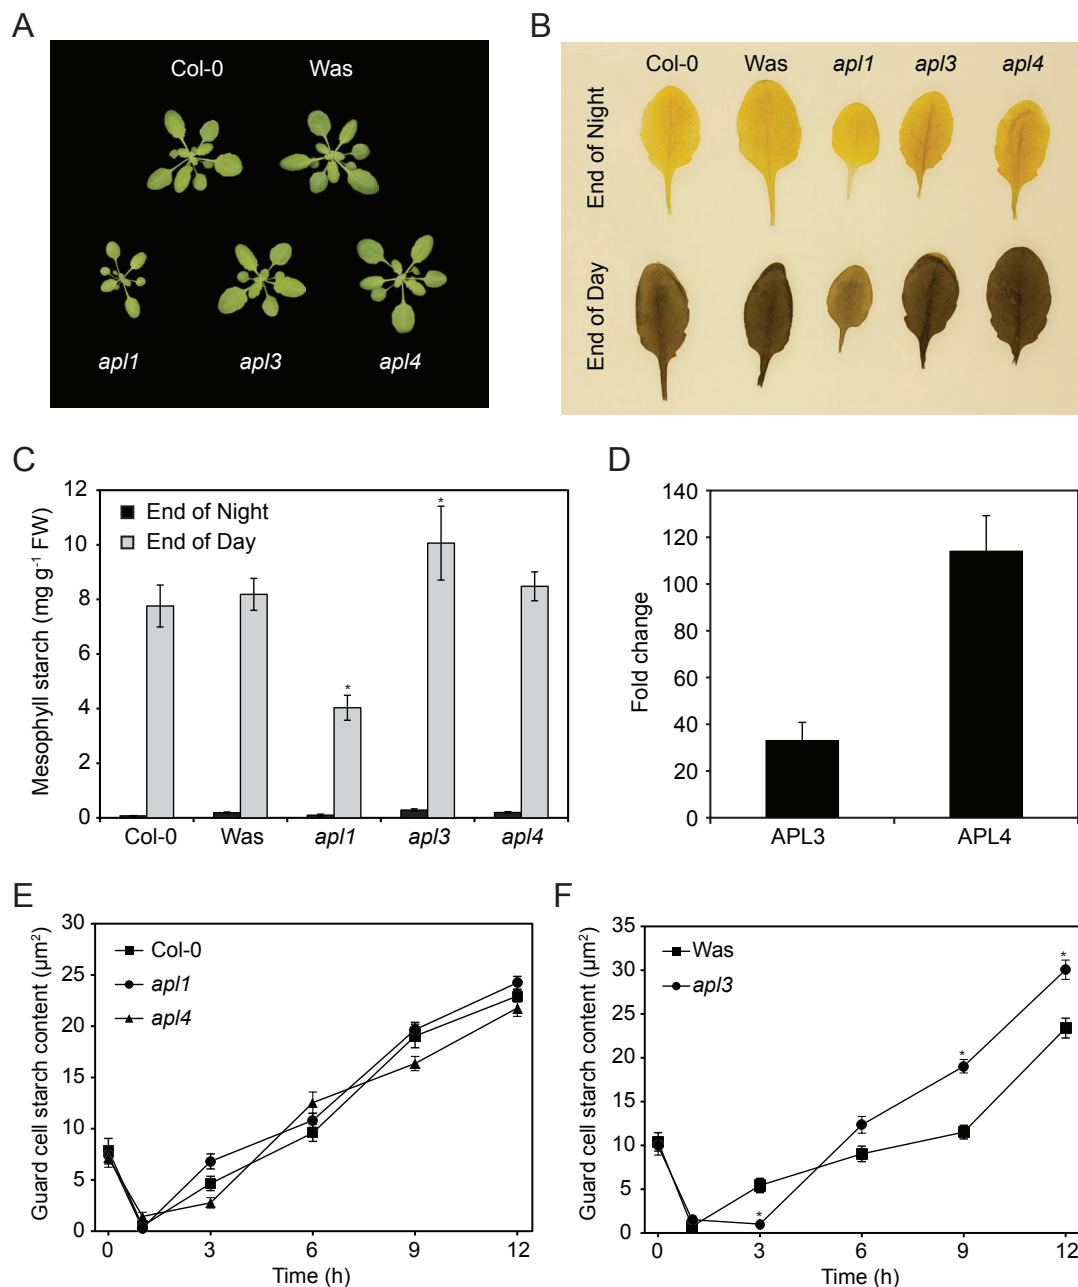 A
Col-0 Was
apl1 apl3 apl4
B
Col-0 Was apl1 apl3 apl4
End of Night
End of Day
C
Mesophyll starch (mg g⁻¹ FW)
12
10
8
6
4
2
0
End of Night
End of Day
*
*
Col-0 Was apl1 apl3 apl4
D
Fold change
140
120
100
80
60
40
20
0
APL3 APL4
E
Guard cell starch content (µm²)
30
25
20
15
10
5
0
Col-0
apl1
apl4
0 3 6 9 12
Time (h)
F
Guard cell starch content (µm²)
35
30
25
20
15
10
5
0
Was
apl3
*
*
*
0 3 6 9 12
Time (h)